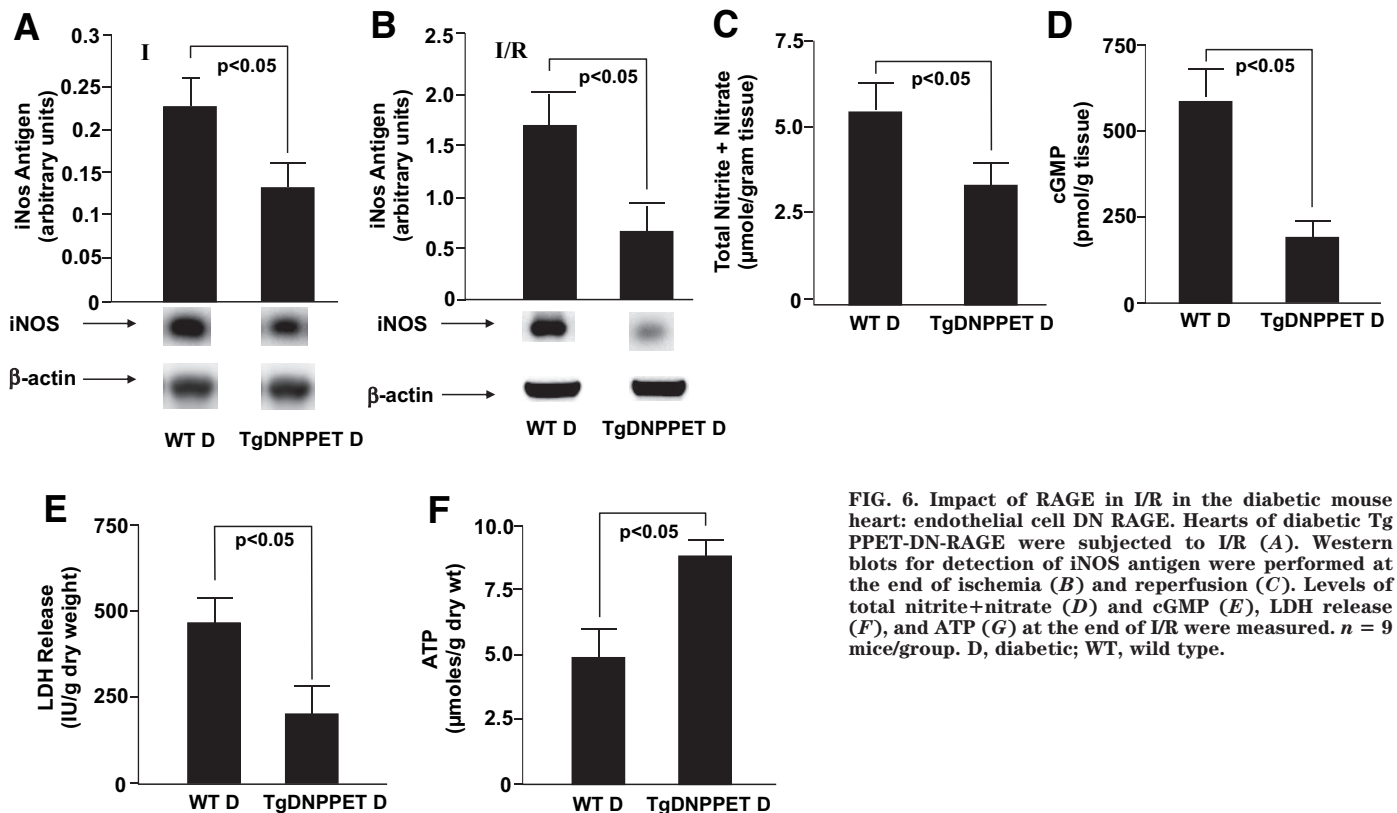 A
0.3
0.25
0.2
0.15
0.1
0.05
0
iNos Antigen
(arbitrary units)
I
p<0.05
iNOS
β-actin
WT D TgDNPPET D
B
2.5
2.0
1.5
1.0
0.5
0
iNos Antigen
(arbitrary units)
I/R
p<0.05
iNOS
β-actin
WT D TgDNPPET D
C
7.5
5.0
2.5
0
Total Nitrite + Nitrate
(µmole/gram tissue)
p<0.05
WT D TgDNPPET D
D
750
500
250
0
cGMP
(pmol/g tissue)
p<0.05
WT D TgDNPPET D
E
750
500
250
0
LDH Release
(IU/g dry weight)
p<0.05
WT D TgDNPPET D
F
10.0
7.5
5.0
2.5
0
ATP
(µmoles/g dry wt)
p<0.05
WT D TgDNPPET D
FIG. 6. Impact of RAGE in I/R in the diabetic mouse
heart: endothelial cell DN RAGE. Hearts of diabetic Tg
PPET-DN-RAGE were subjected to I/R (A). Western
blots for detection of iNOS antigen were performed at
the end of ischemia (B) and reperfusion (C). Levels of
total nitrite+nitrate (D) and cGMP (E), LDH release
(F), and ATP (G) at the end of I/R were measured. n = 9
mice/group. D, diabetic; WT, wild type.